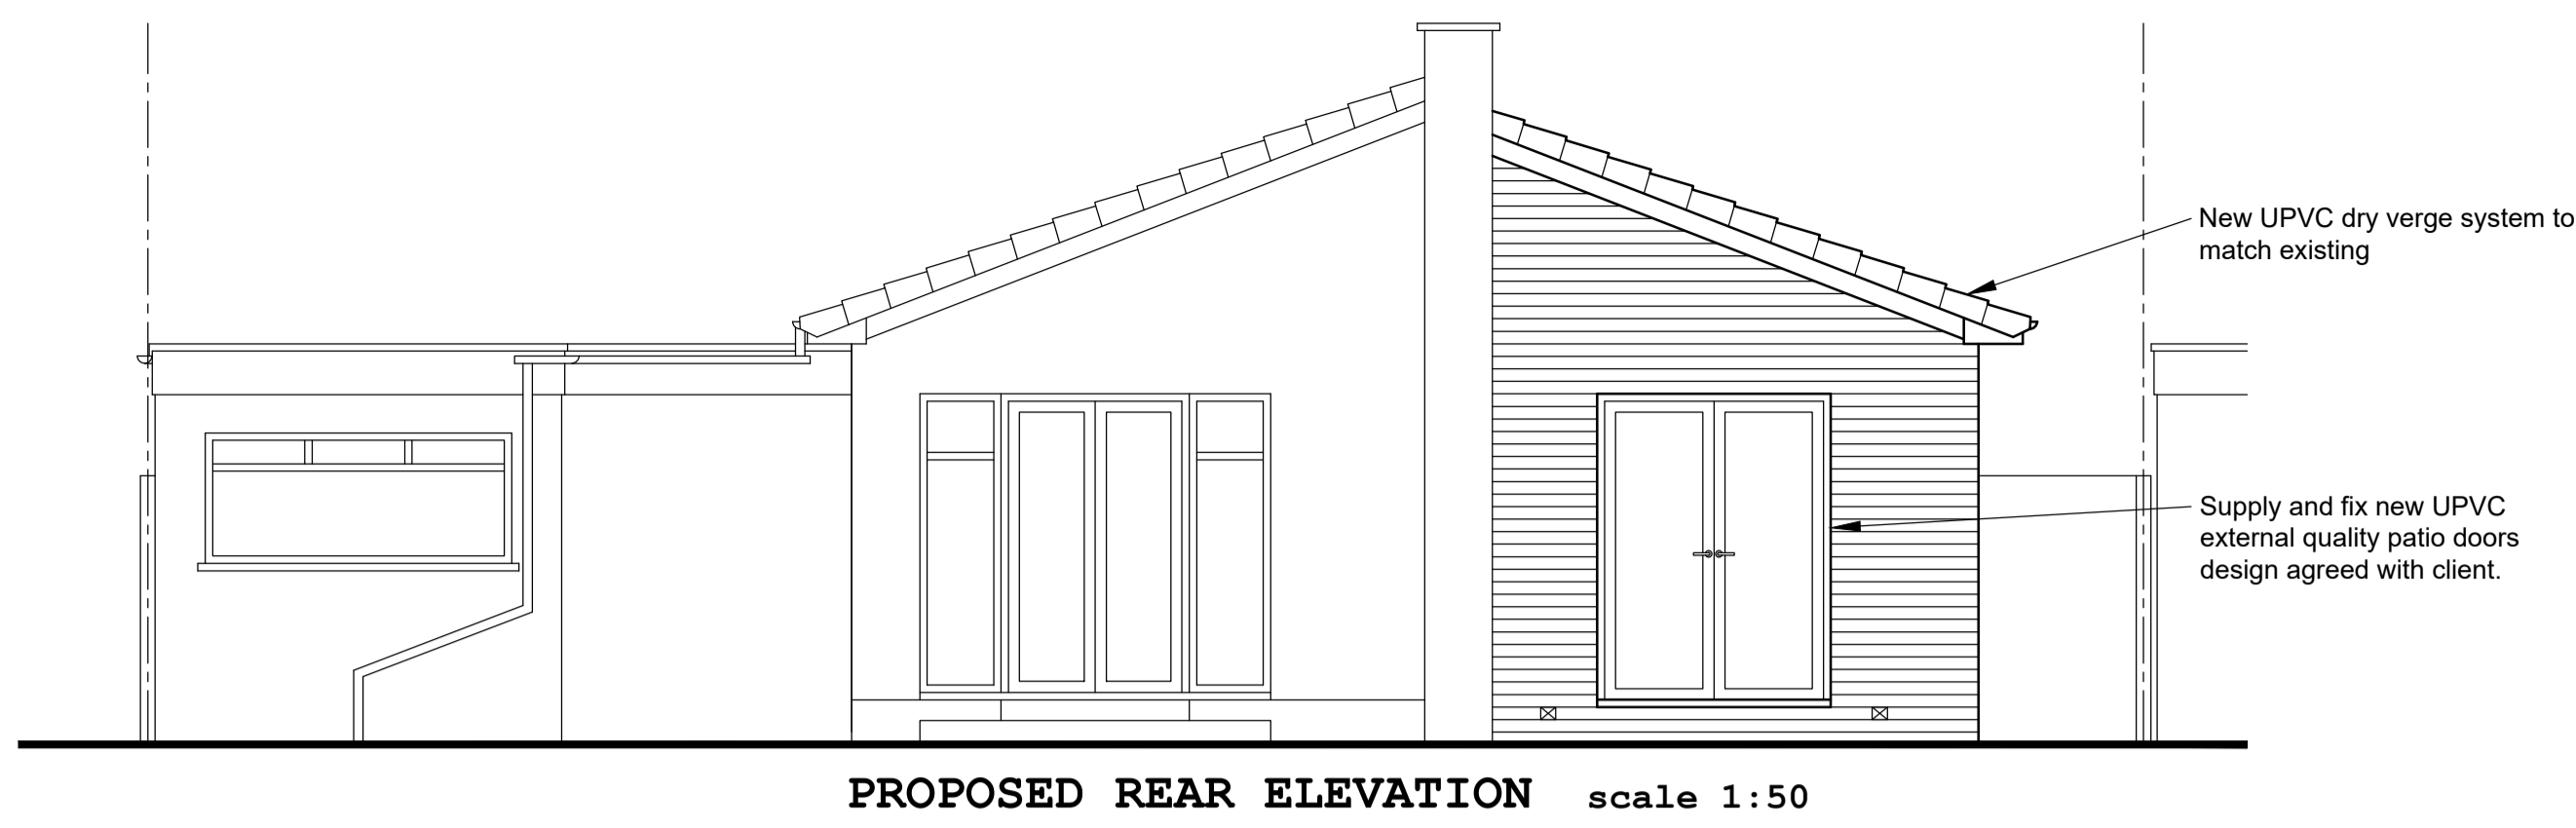 New UPVC dry verge system to
match existing
Supply and fix new UPVC
external quality patio doors
design agreed with client.
PROPOSED REAR ELEVATION scale 1:50